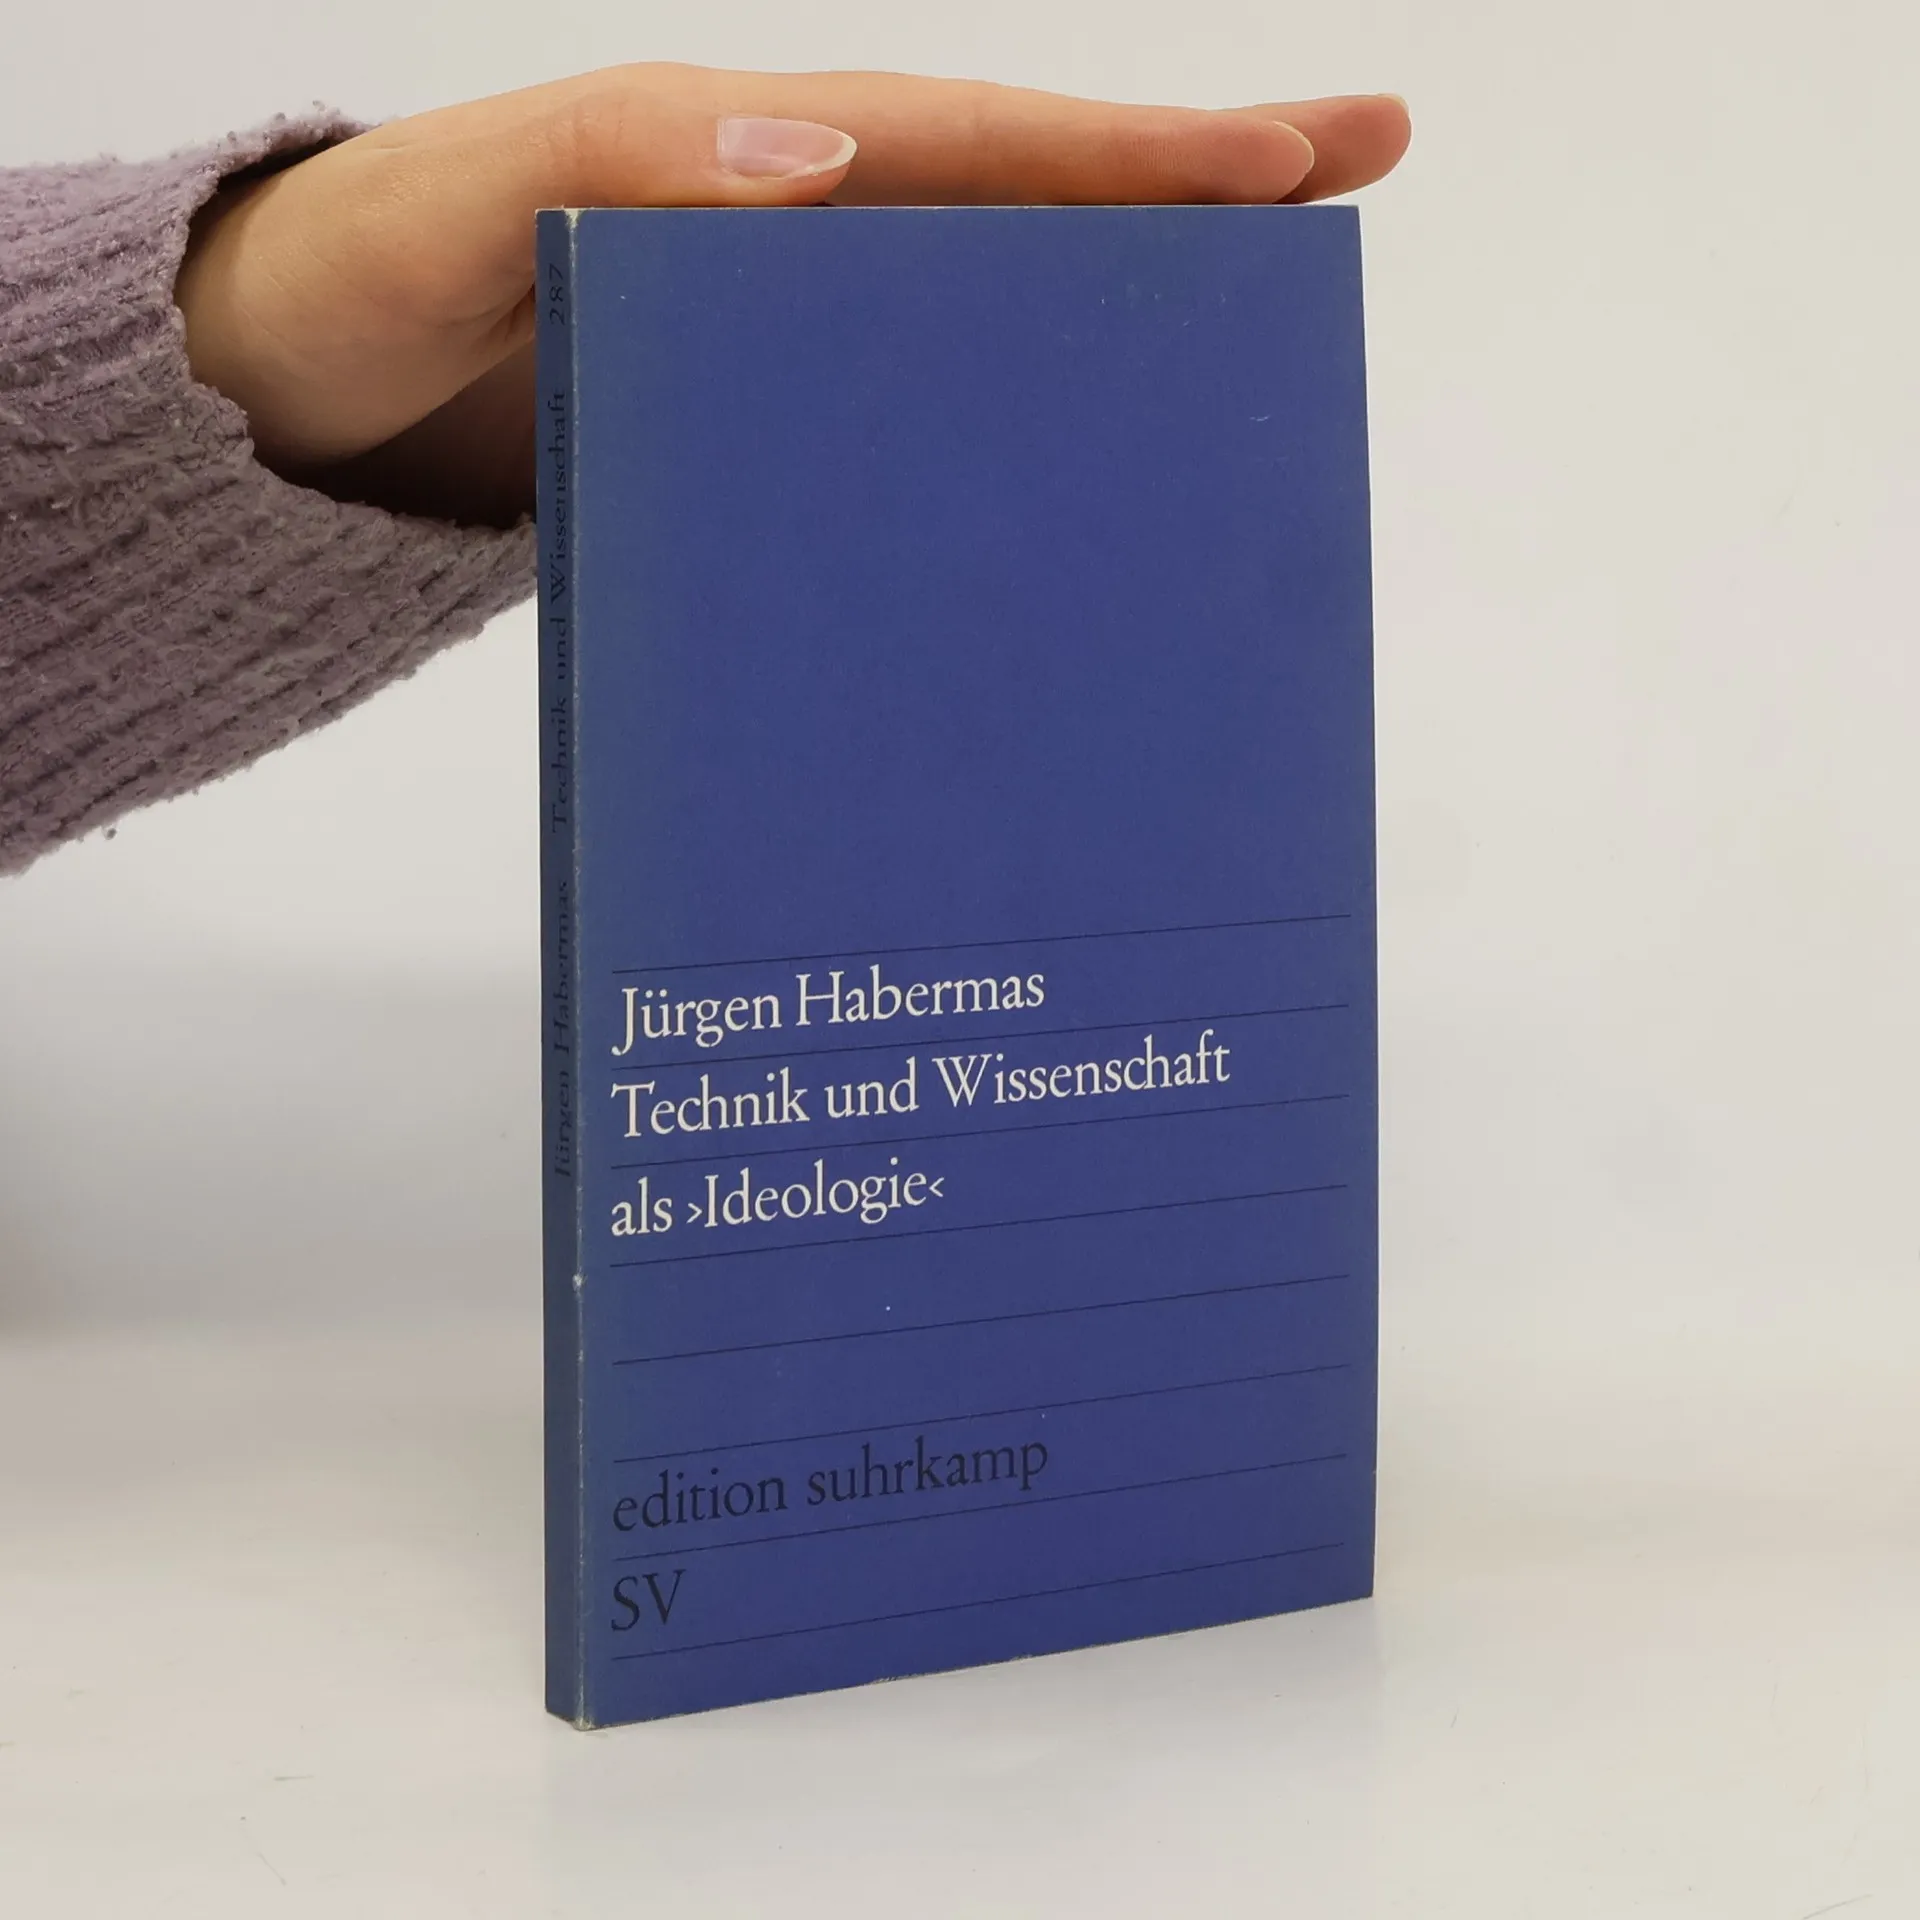 Jürgen Habermas Technik und Wissenschaft 287
Jürgen Habermas
Technik und Wissenschaft
als ›Ideologie‹
edition suhrkamp
SV